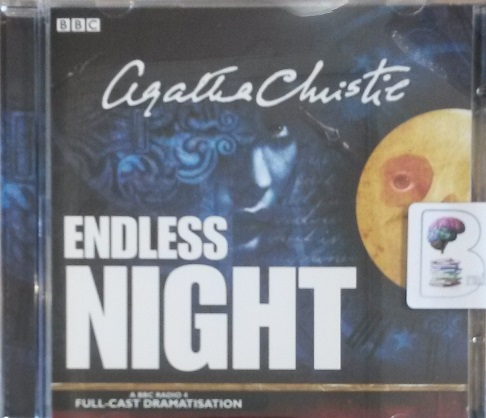 BBC
Agatha Christie
ENDLESS
NIGHT
A BBC RADIO 4
FULL-CAST DRAMATISATION